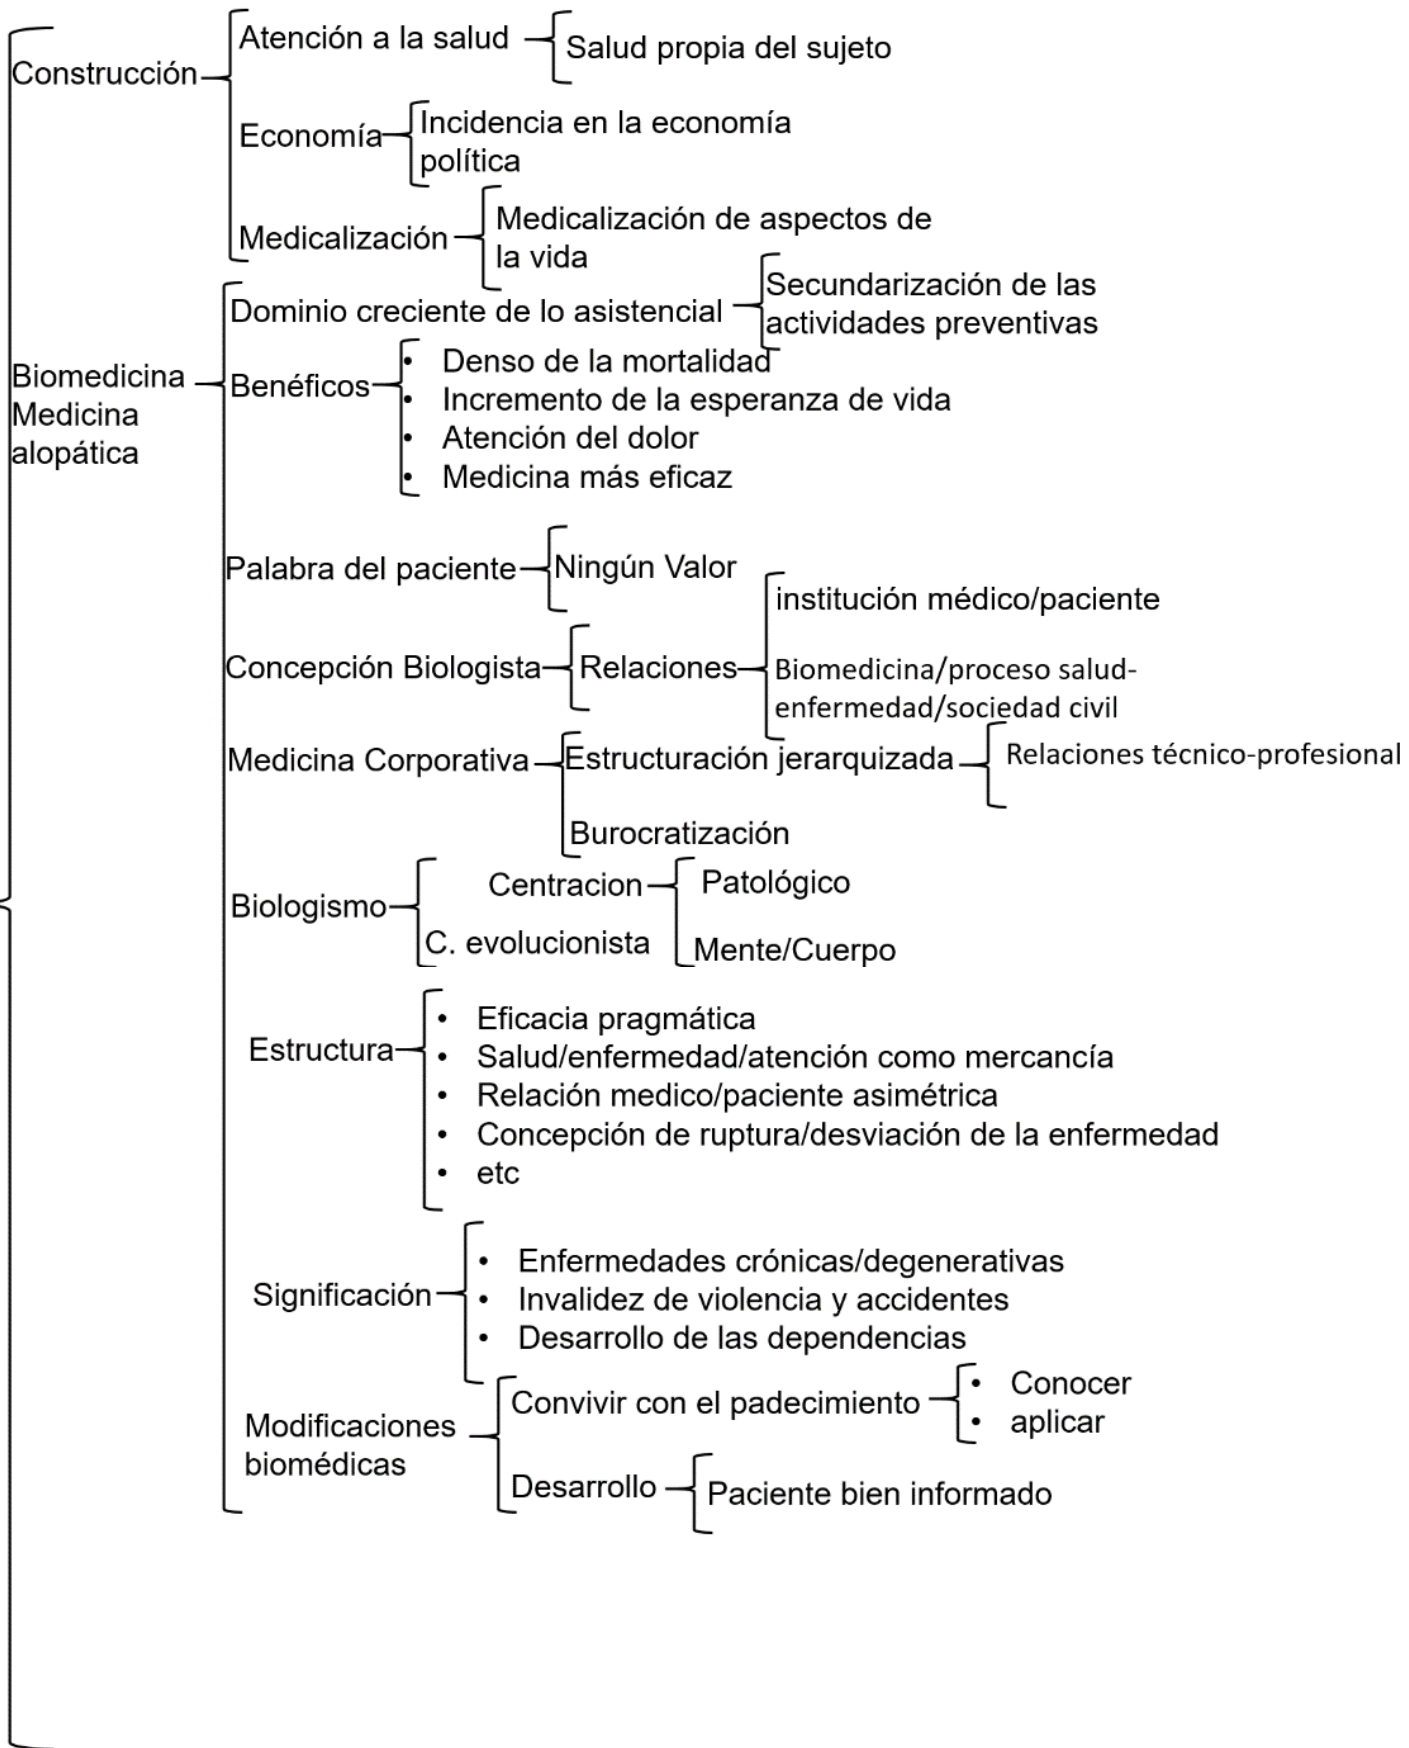 Construcción
Atención a la salud
Salud propia del sujeto
Economía
Incidencia en la economía
política
Medicalización
Medicalización de aspectos de
la vida
Biomedicina
Medicina
alopática
Dominio creciente de lo asistencial
Secundarización de las
actividades preventivas
Benéficos
• Denso de la mortalidad
• Incremento de la esperanza de vida
• Atención del dolor
• Medicina más eficaz
Palabra del paciente
Ningún Valor
Concepción Biologista
Relaciones
institución médico/paciente
Biomedicina/proceso salud-
enfermedad/sociedad civil
Medicina Corporativa
Estructuración jerarquizada
Relaciones técnico-profesional
Burocratización
Biologismo
Centracion
Patológico
Mente/Cuerpo
C. evolucionista
Estructura
• Eficacia pragmática
• Salud/enfermedad/atención como mercancía
• Relación medico/paciente asimétrica
• Concepción de ruptura/desviación de la enfermedad
• etc
Significación
• Enfermedades crónicas/degenerativas
• Invalidez de violencia y accidentes
• Desarrollo de las dependencias
Modificaciones
biomédicas
Convivir con el padecimiento
• Conocer
• aplicar
Desarrollo
Paciente bien informado